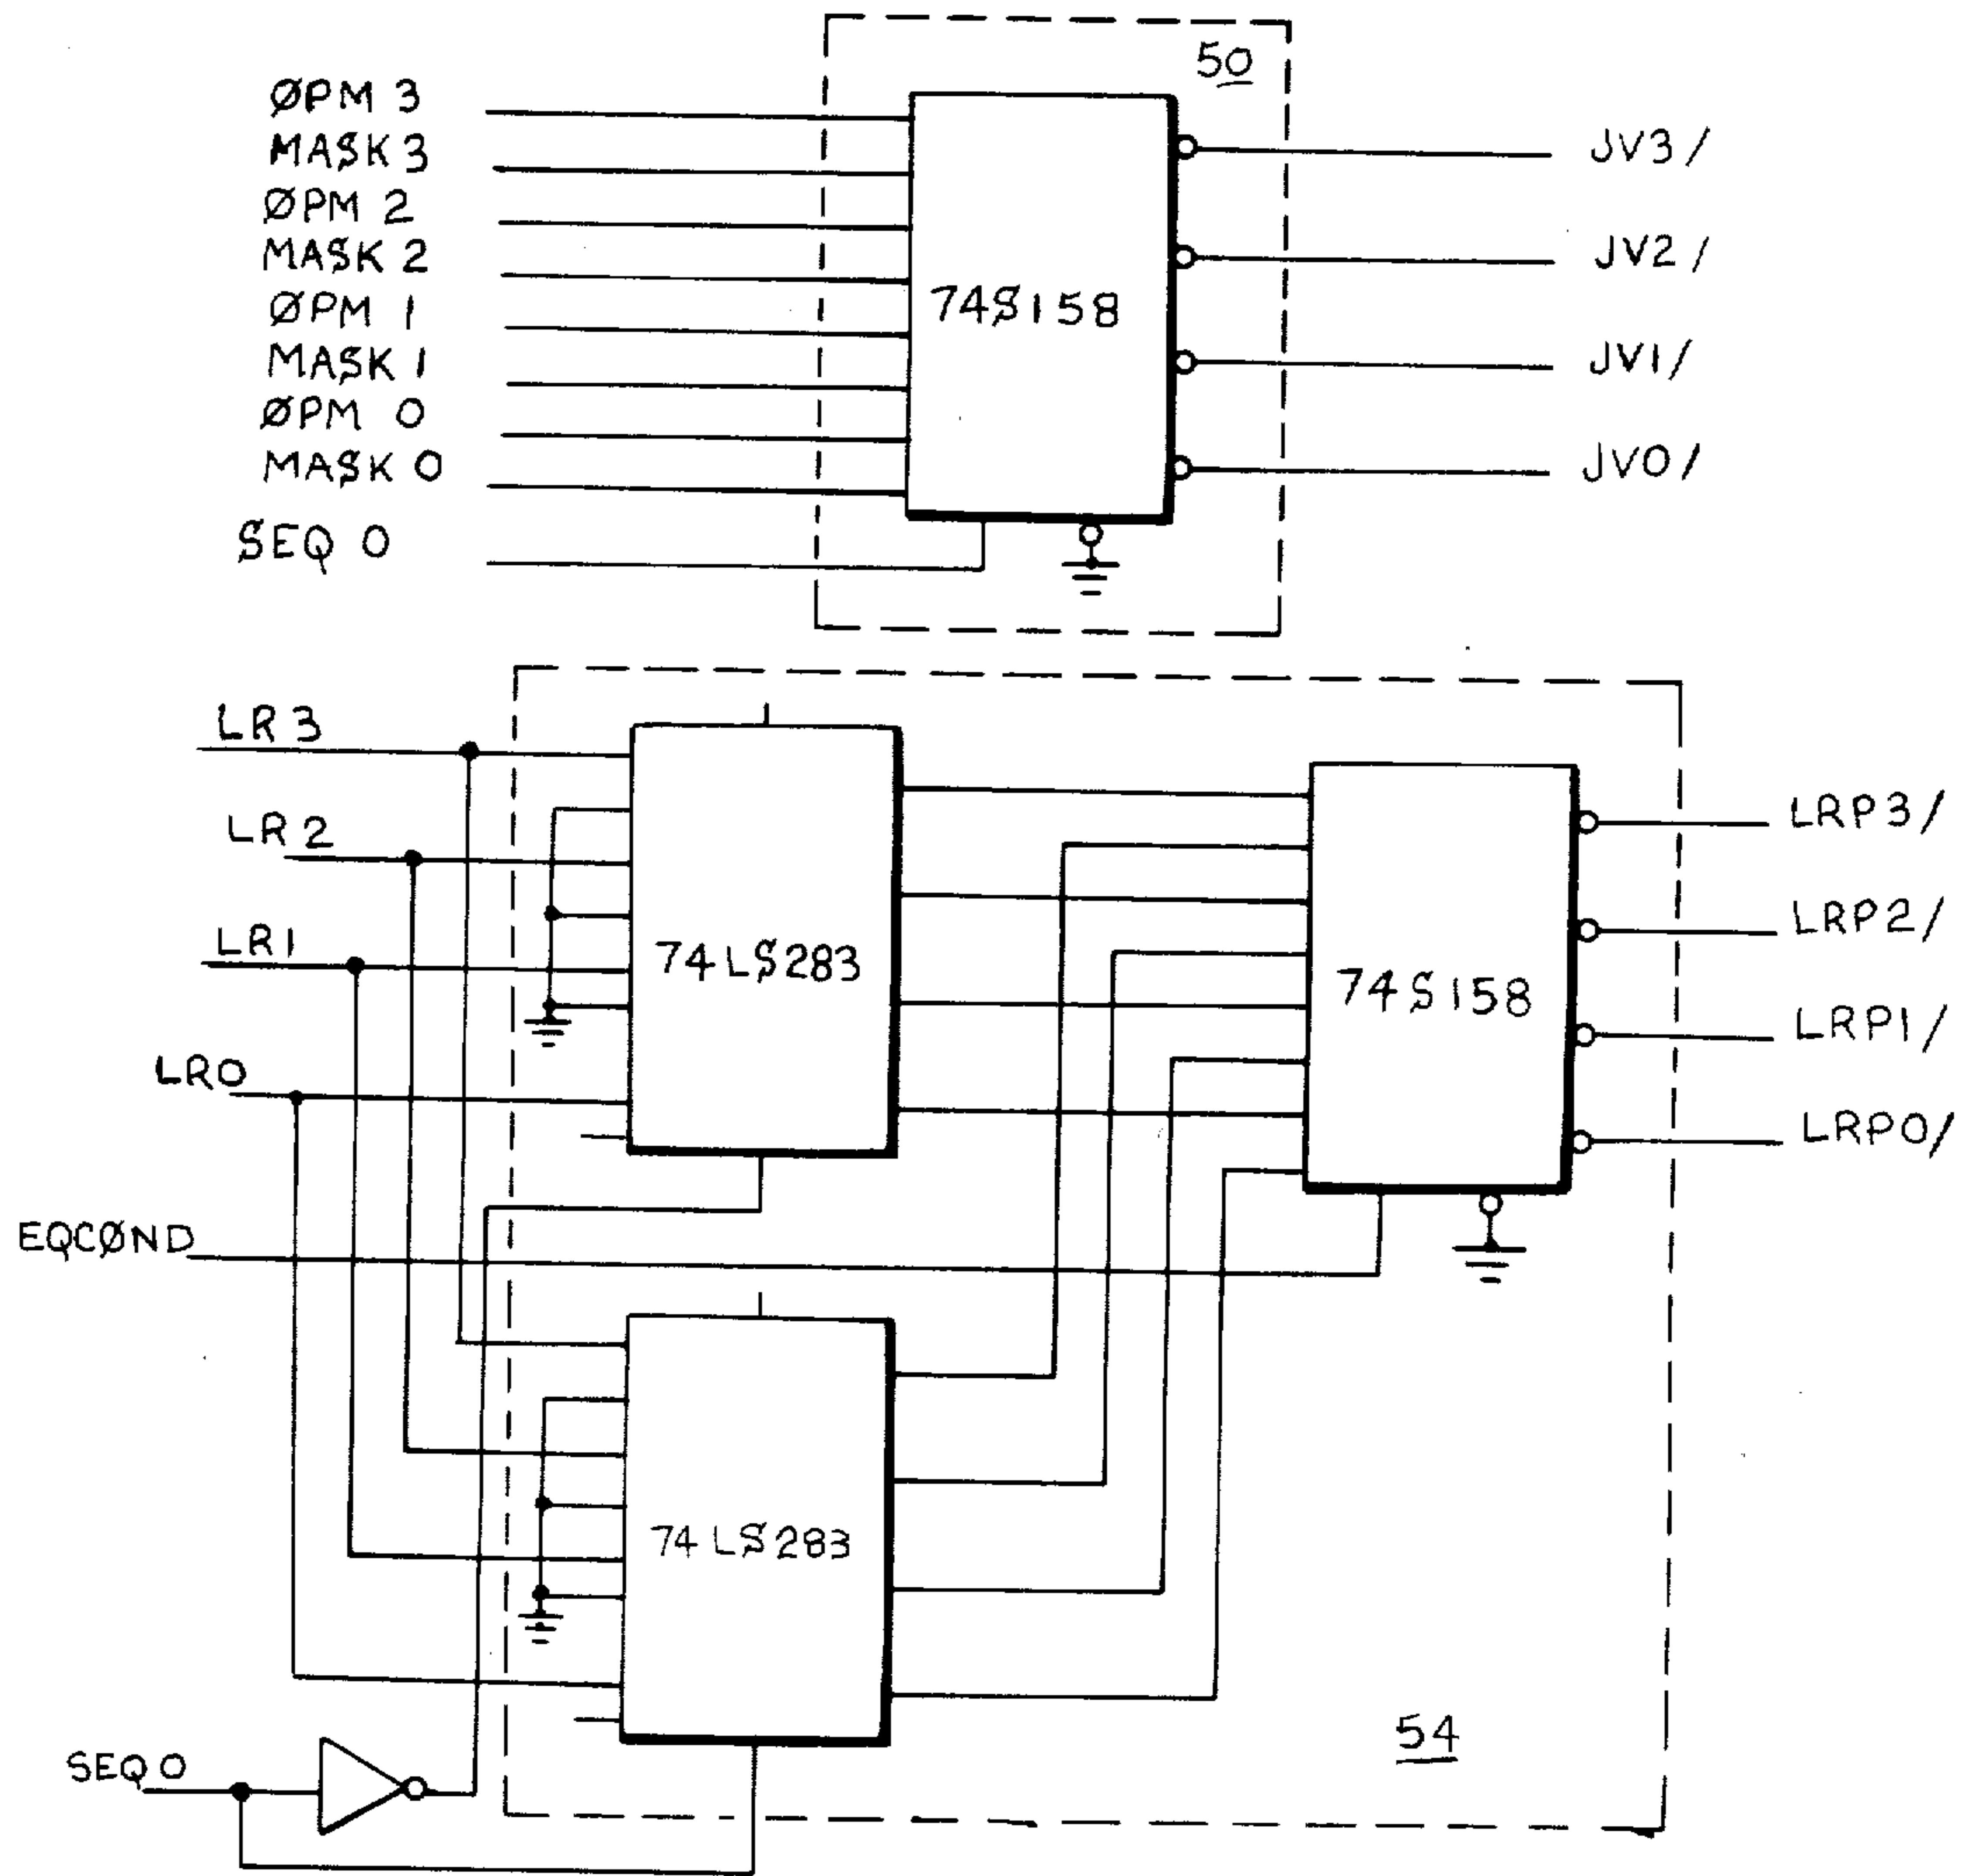 50
ØPM 3
MASK 3
ØPM 2
MASK 2
ØPM 1
MASK 1
ØPM 0
MASK 0
SEQ 0
74S158
JV3/
JV2/
JV1/
JV0/
LR3
LR2
LR1
LR0
EQCØND
SEQ 0
74LS283
74LS283
74S158
LRP3/
LRP2/
LRP1/
LRP0/
54